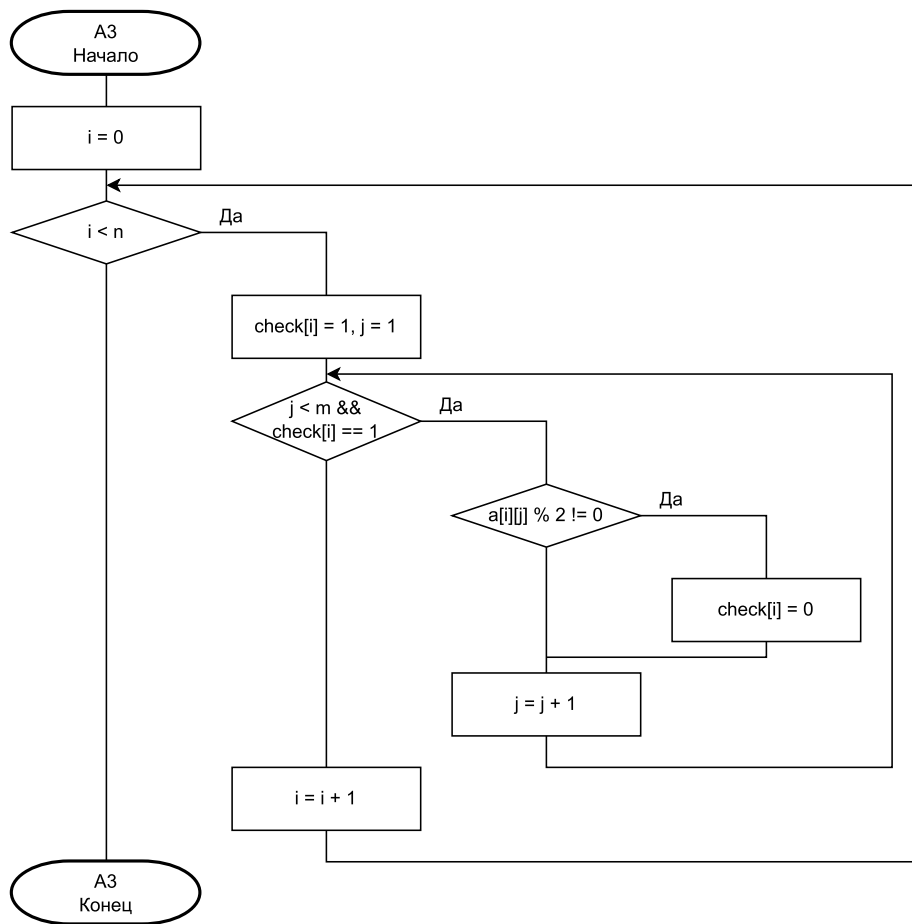 А3
Начало
i = 0
i < n
Да
check[i] = 1, j = 1
j < m &&
check[i] == 1
Да
a[i][j] % 2 != 0
Да
check[i] = 0
j = j + 1
i = i + 1
А3
Конец